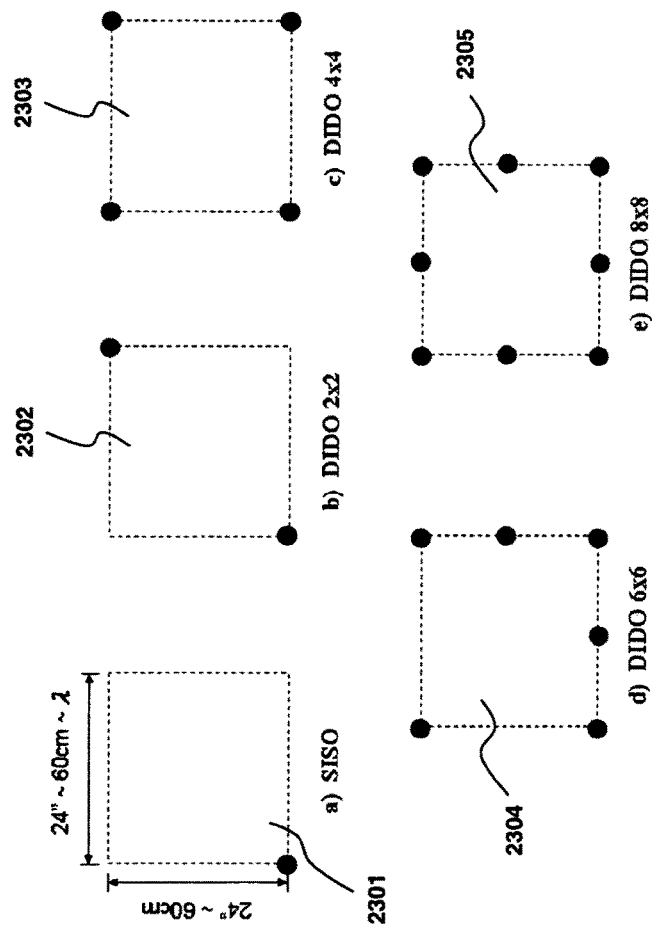 24" ~ 60cm ~ λ
24" ~ 60cm
2301
a) SISO
2302
b) DIDO 2x2
2303
c) DIDO 4x4
2304
d) DIDO 6x6
2305
e) DIDO 8x8